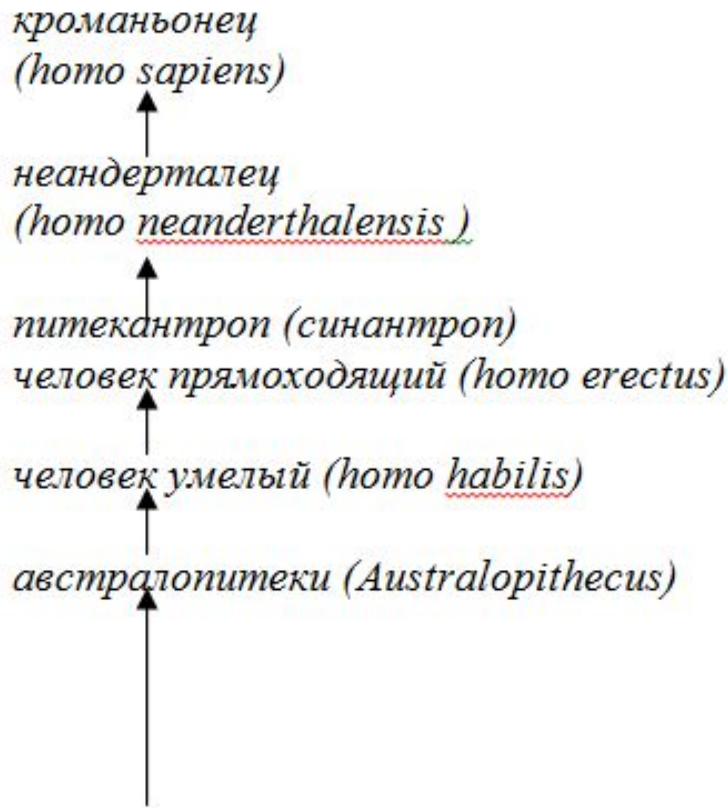 кроманьонец
(homo sapiens)
неандерталец
(homo neanderthalensis )
питекантроп (синантроп)
человек прямоходящий (homo erectus)
человек умелый (homo habilis)
австралопитеки (Australopithecus)